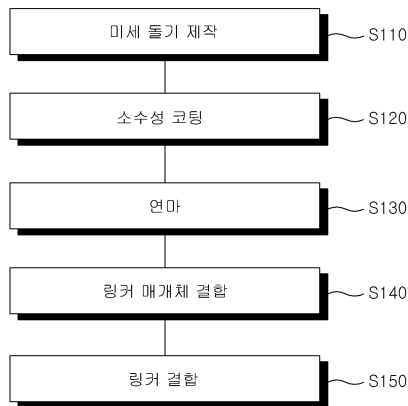 미세 돌기 제작
S110
소수성 코팅
S120
연마
S130
링커 매개체 결합
S140
링커 결합
S150